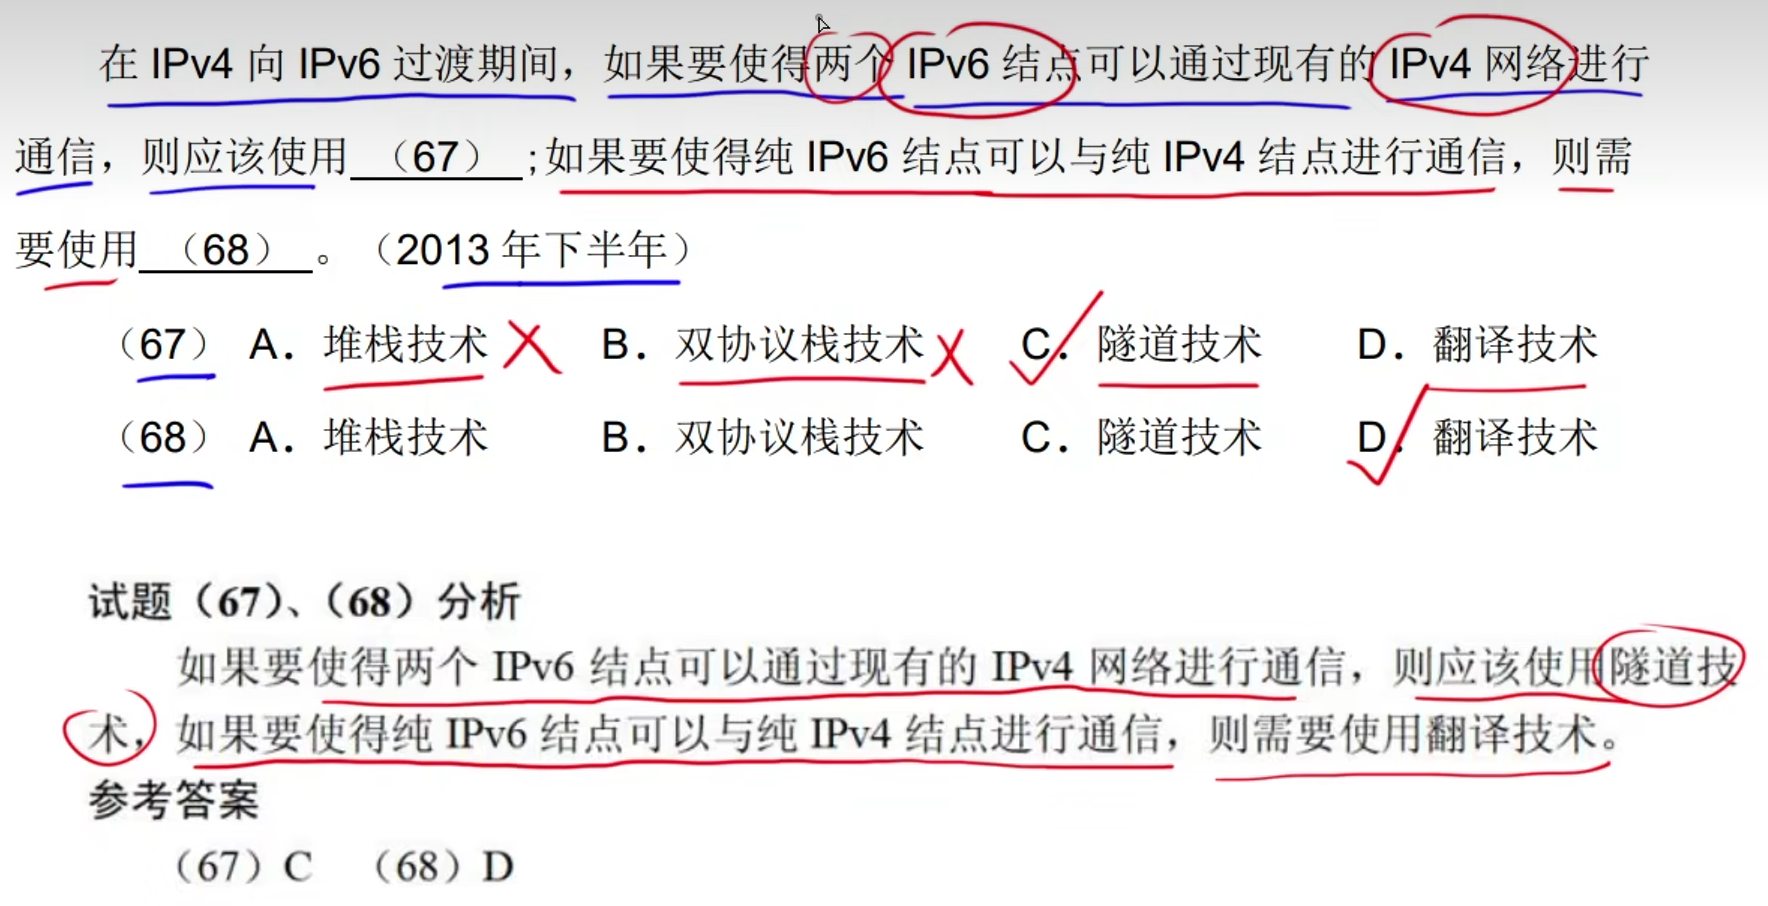 在 IPv4 向 IPv6 过渡期间，如果要使得两个 IPv6 结点可以通过现有的 IPv4 网络进行
通信，则应该使用 （67） ;如果要使得纯 IPv6 结点可以与纯 IPv4 结点进行通信，则需
要使用 （68） 。（2013 年下半年）
（67） A．堆栈技术 B．双协议栈技术 C．隧道技术 D．翻译技术
（68） A．堆栈技术 B．双协议栈技术 C．隧道技术 D．翻译技术
试题（67）、（68）分析
如果要使得两个 IPv6 结点可以通过现有的 IPv4 网络进行通信，则应该使用隧道技
术，如果要使得纯 IPv6 结点可以与纯 IPv4 结点进行通信，则需要使用翻译技术。
参考答案
（67）C （68）D